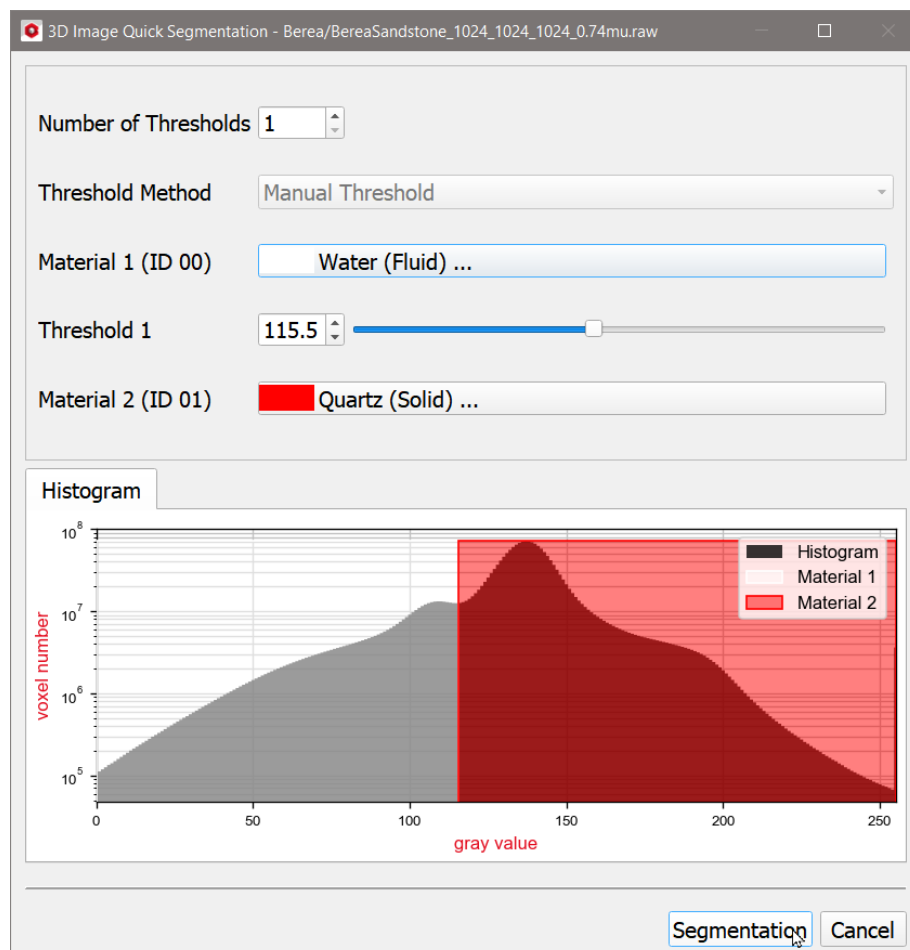 3D Image Quick Segmentation - Berea/BereaSandstone_1024_1024_1024_0.74mu.raw
Number of Thresholds 1
Threshold Method Manual Threshold
Material 1 (ID 00) Water (Fluid) ...
Threshold 1 115.5
Material 2 (ID 01) Quartz (Solid) ...
Histogram
10^8
10^7
10^6
10^5
voxel number
Histogram
Material 1
Material 2
0 50 100 150 200 250
gray value
Segmentation Cancel